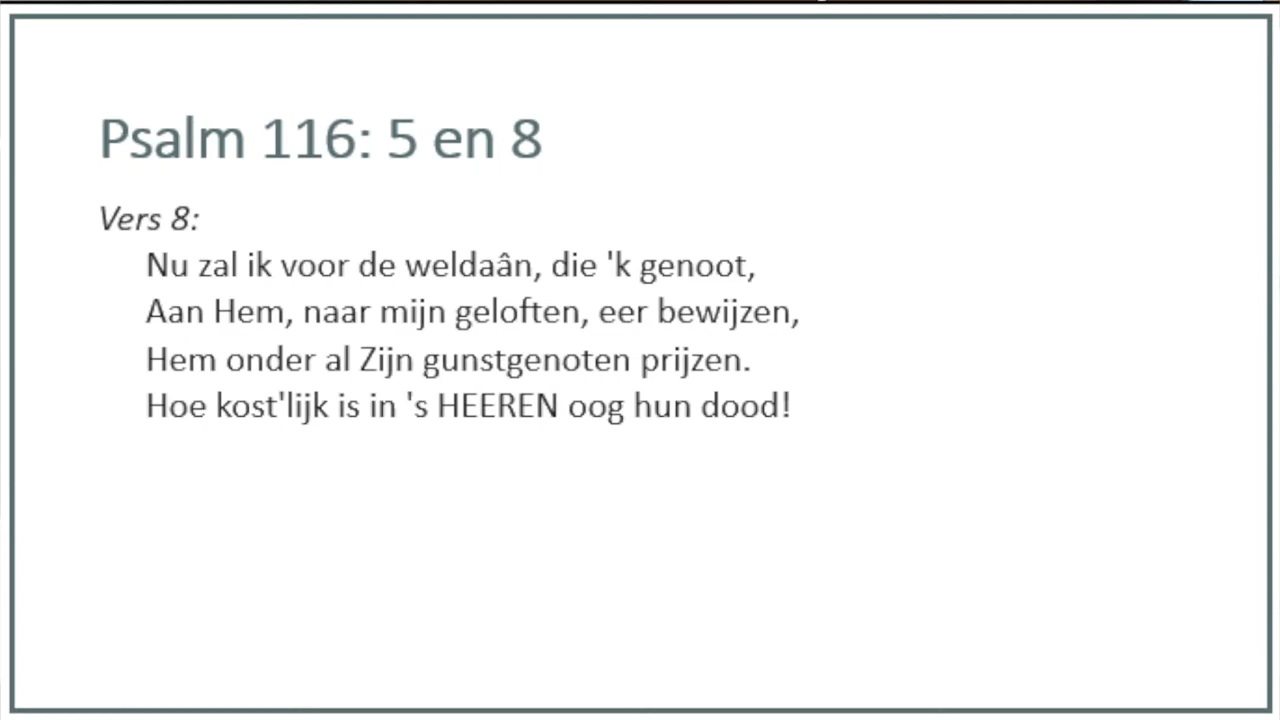 Psalm 116: 5 en 8
Vers 8:
Nu zal ik voor de weldaân, die 'k genoot,
Aan Hem, naar mijn geloften, eer bewijzen,
Hem onder al Zijn gunstgenoten prijzen.
Hoe kost'lijk is in 's HEEREN oog hun dood!